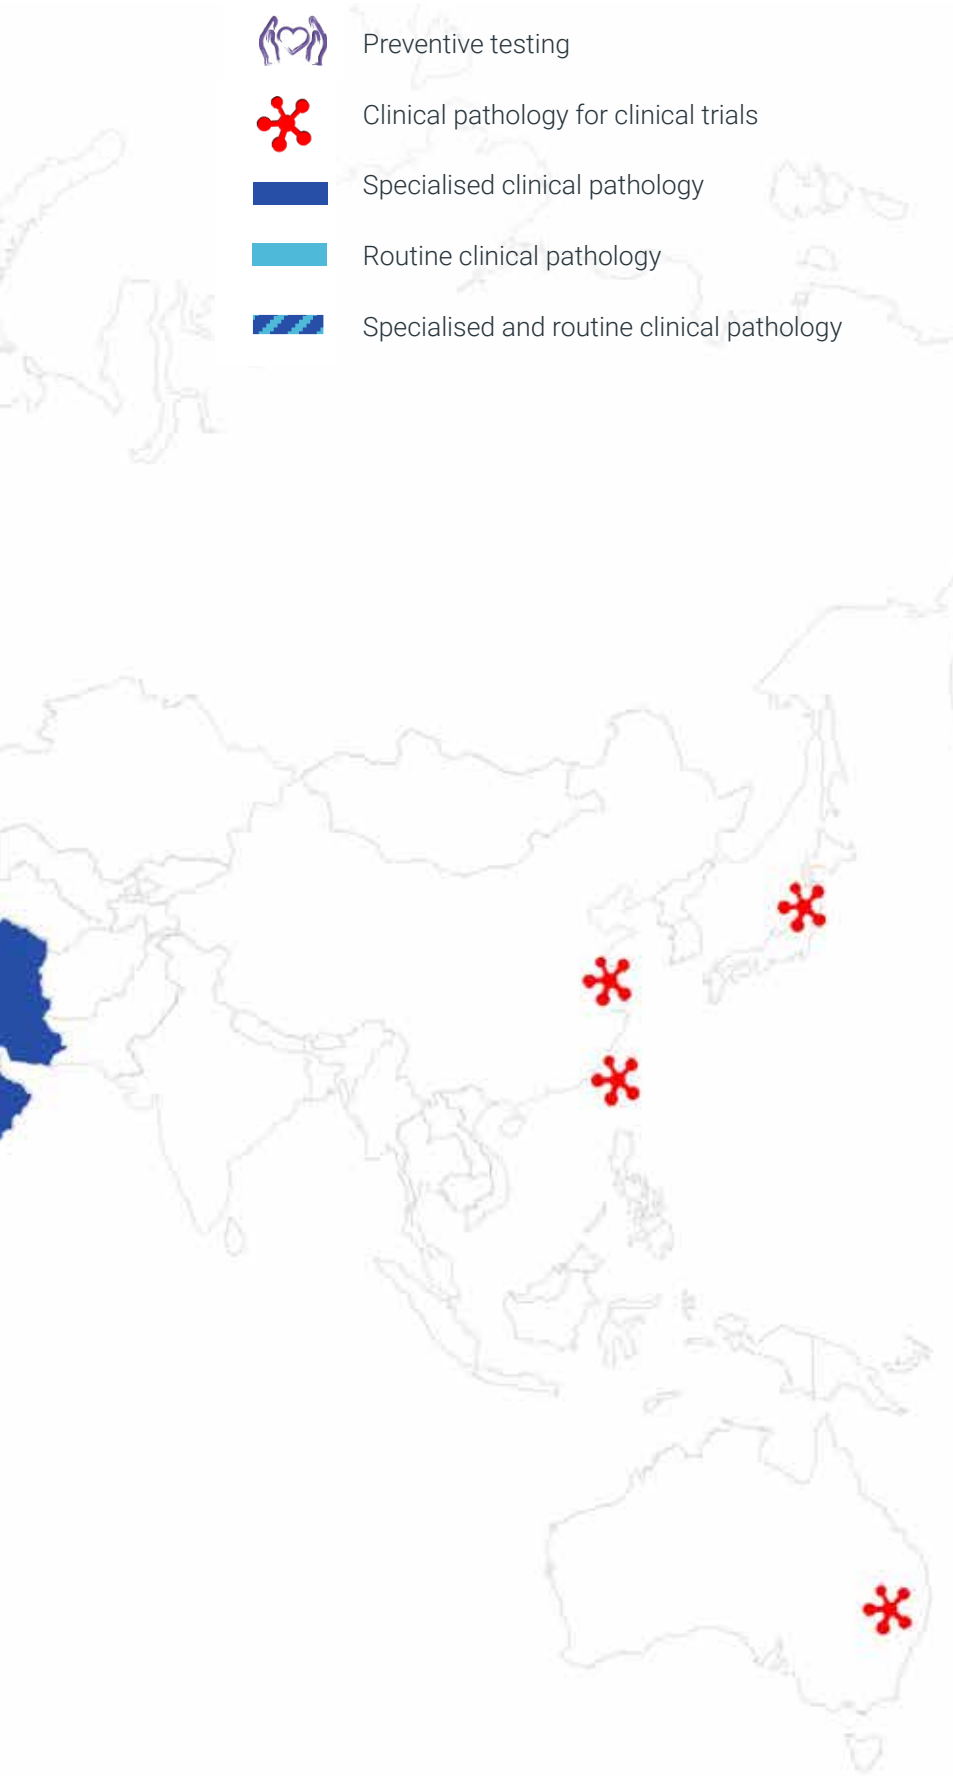 Preventive testing
Clinical pathology for clinical trials
Specialised clinical pathology
Routine clinical pathology
Specialised and routine clinical pathology